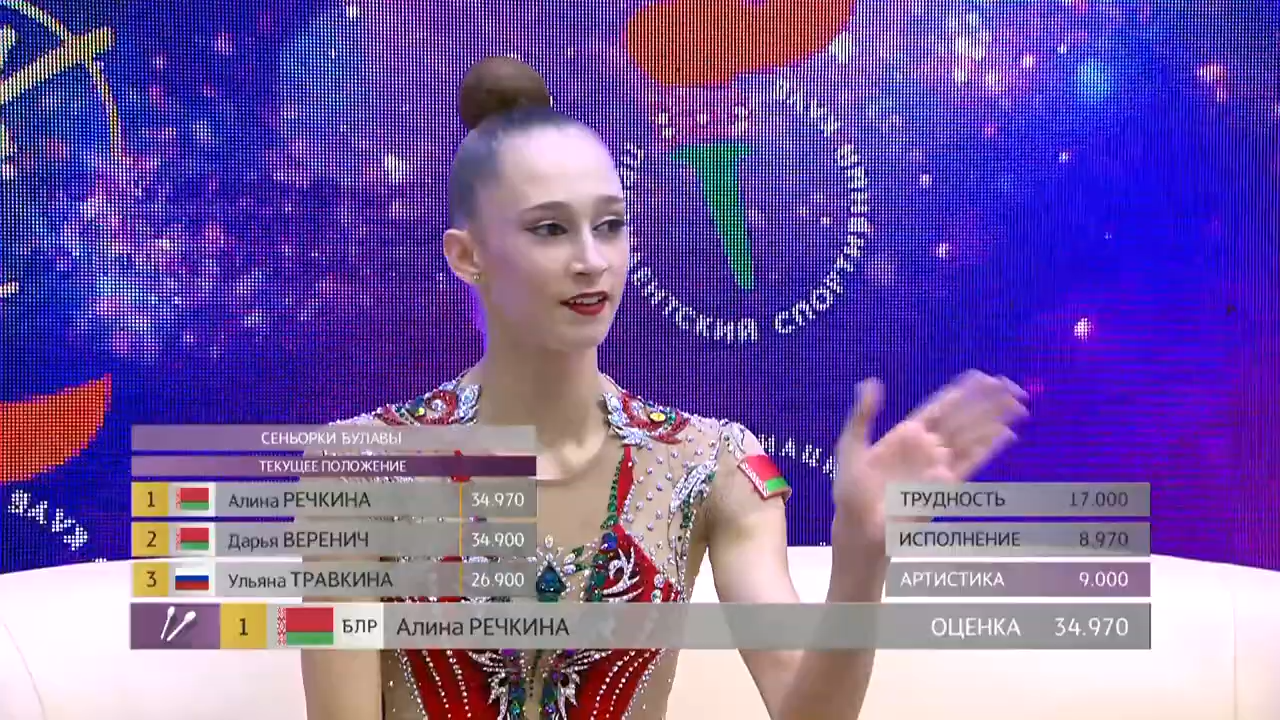 СЕНЬОРКИ БУЛАВЫ
ТЕКУЩЕЕ ПОЛОЖЕНИЕ
1 Алина РЕЧКИНА 34.970
2 Дарья ВЕРЕНИЧ 34.900
3 Ульяна ТРАВКИНА 26.900
ТРУДНОСТЬ 17.000
ИСПОЛНЕНИЕ 8.970
АРТИСТИКА 9.000
1 БЛР Алина РЕЧКИНА ОЦЕНКА 34.970